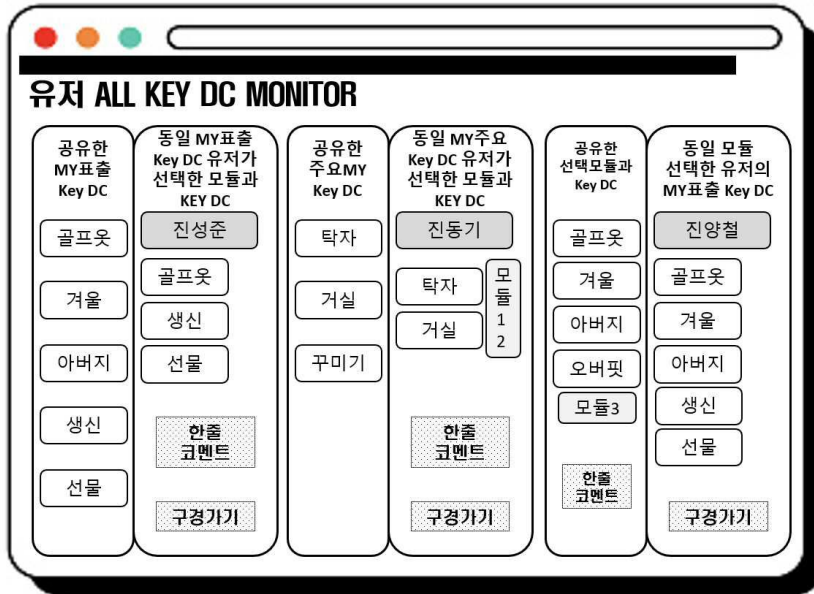 유저 ALL KEY DC MONITOR
공유한
MY표출
Key DC
골프옷
겨울
아버지
생신
선물
동일 MY표출
Key DC 유저가
선택한 모듈과
KEY DC
진성준
골프옷
생신
선물
한줄
코멘트
구경가기
공유한
주요MY
Key DC
탁자
거실
꾸미기
동일 MY주요
Key DC 유저가
선택한 모듈과
KEY DC
진동기
탁자
거실
모
듈
1
2
한줄
코멘트
구경가기
공유한
선택모듈과
Key DC
골프옷
겨울
아버지
오버핏
모듈3
한줄
코멘트
동일 모듈
선택한 유저의
MY표출 Key DC
진양철
골프옷
겨울
아버지
생신
선물
구경가기